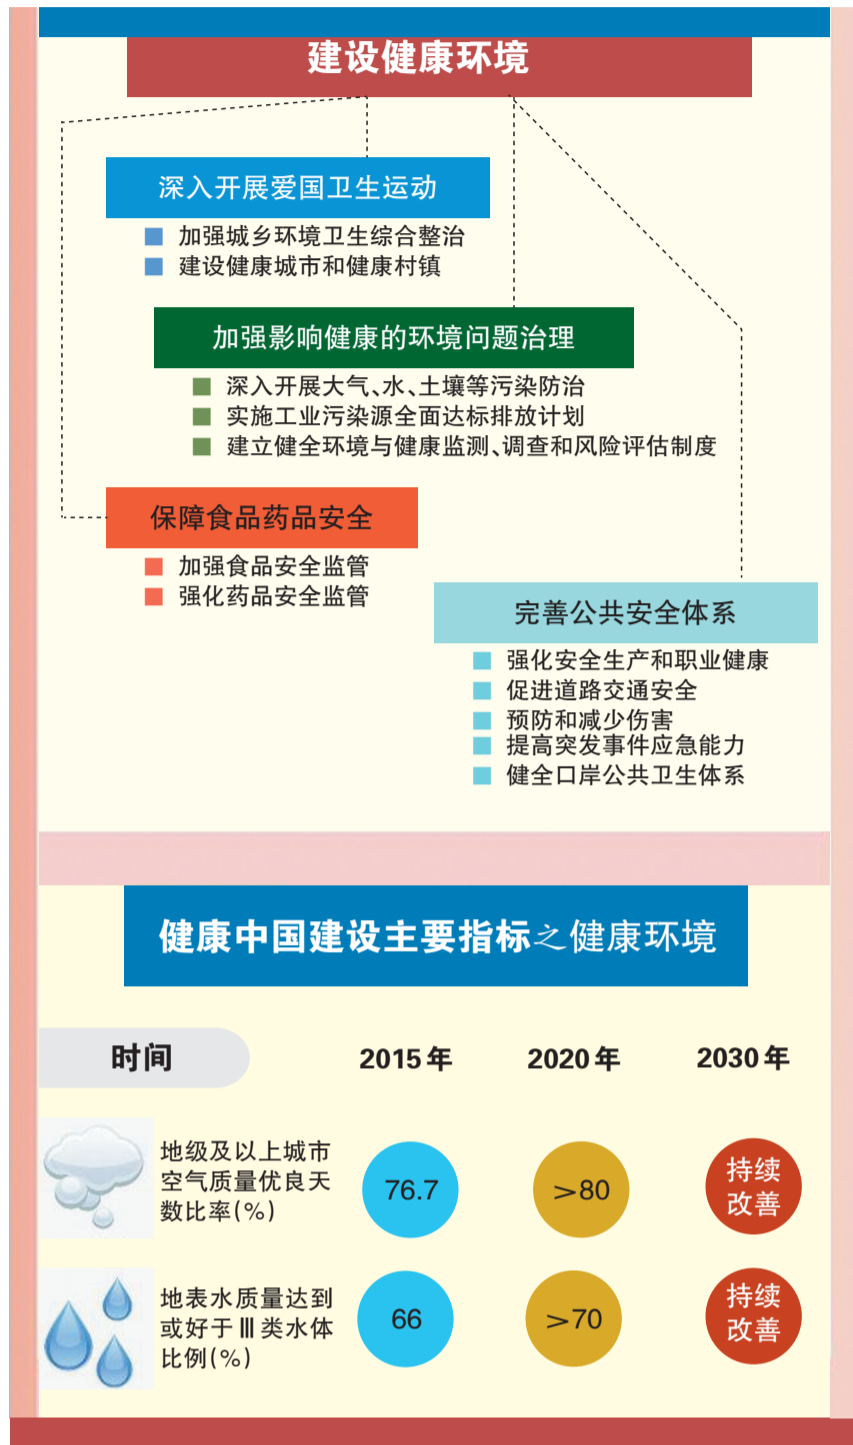 建设健康环境
深入开展爱国卫生运动
加强城乡环境卫生综合整治
建设健康城市和健康村镇
加强影响健康的环境问题治理
深入开展大气、水、土壤等污染防治
实施工业污染源全面达标排放计划
建立健全环境与健康监测、调查和风险评估制度
保障食品药品安全
加强食品安全监管
强化药品安全监管
完善公共安全体系
强化安全生产和职业健康
促进道路交通安全
预防和减少伤害
提高突发事件应急能力
健全口岸公共卫生体系
健康中国建设主要指标之健康环境
时间 2015年 2020年 2030年
地级及以上城市
空气质量优良天
数比率(%)
76.7
>80
持续
改善
地表水质量达到
或好于Ⅲ类水体
比例(%)
66
>70
持续
改善